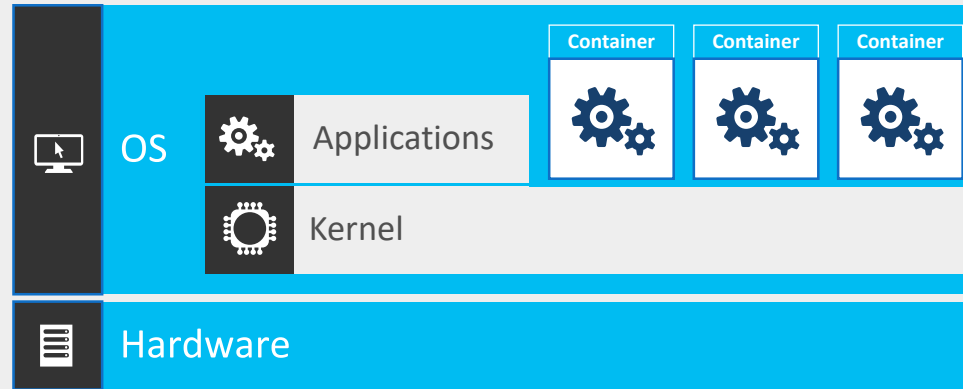 Container
Container
Container
OS
Applications
Kernel
Hardware